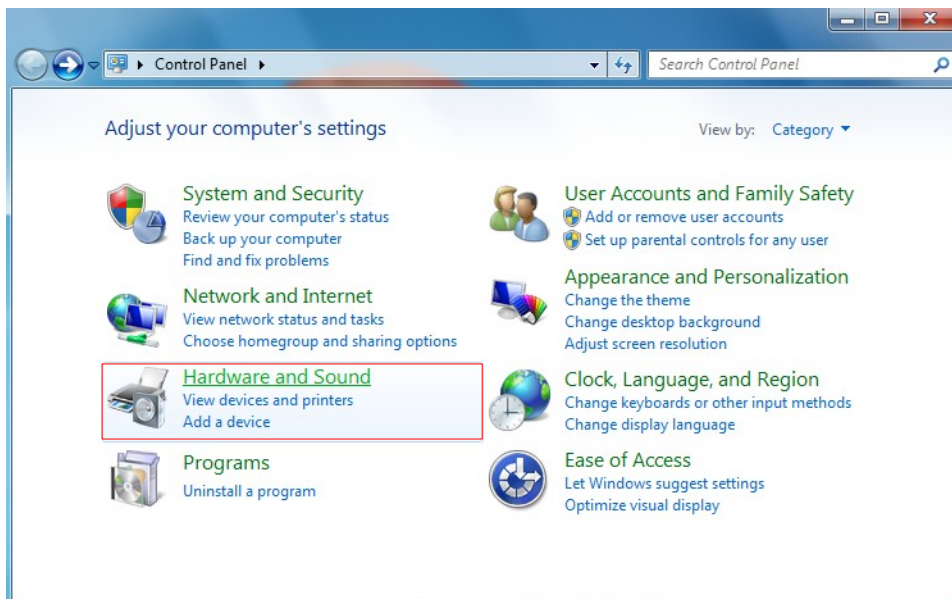 Control Panel
Search Control Panel
Adjust your computer's settings
View by: Category
System and Security
Review your computer's status
Back up your computer
Find and fix problems
Network and Internet
View network status and tasks
Choose homegroup and sharing options
Hardware and Sound
View devices and printers
Add a device
Programs
Uninstall a program
User Accounts and Family Safety
Add or remove user accounts
Set up parental controls for any user
Appearance and Personalization
Change the theme
Change desktop background
Adjust screen resolution
Clock, Language, and Region
Change keyboards or other input methods
Change display language
Ease of Access
Let Windows suggest settings
Optimize visual display